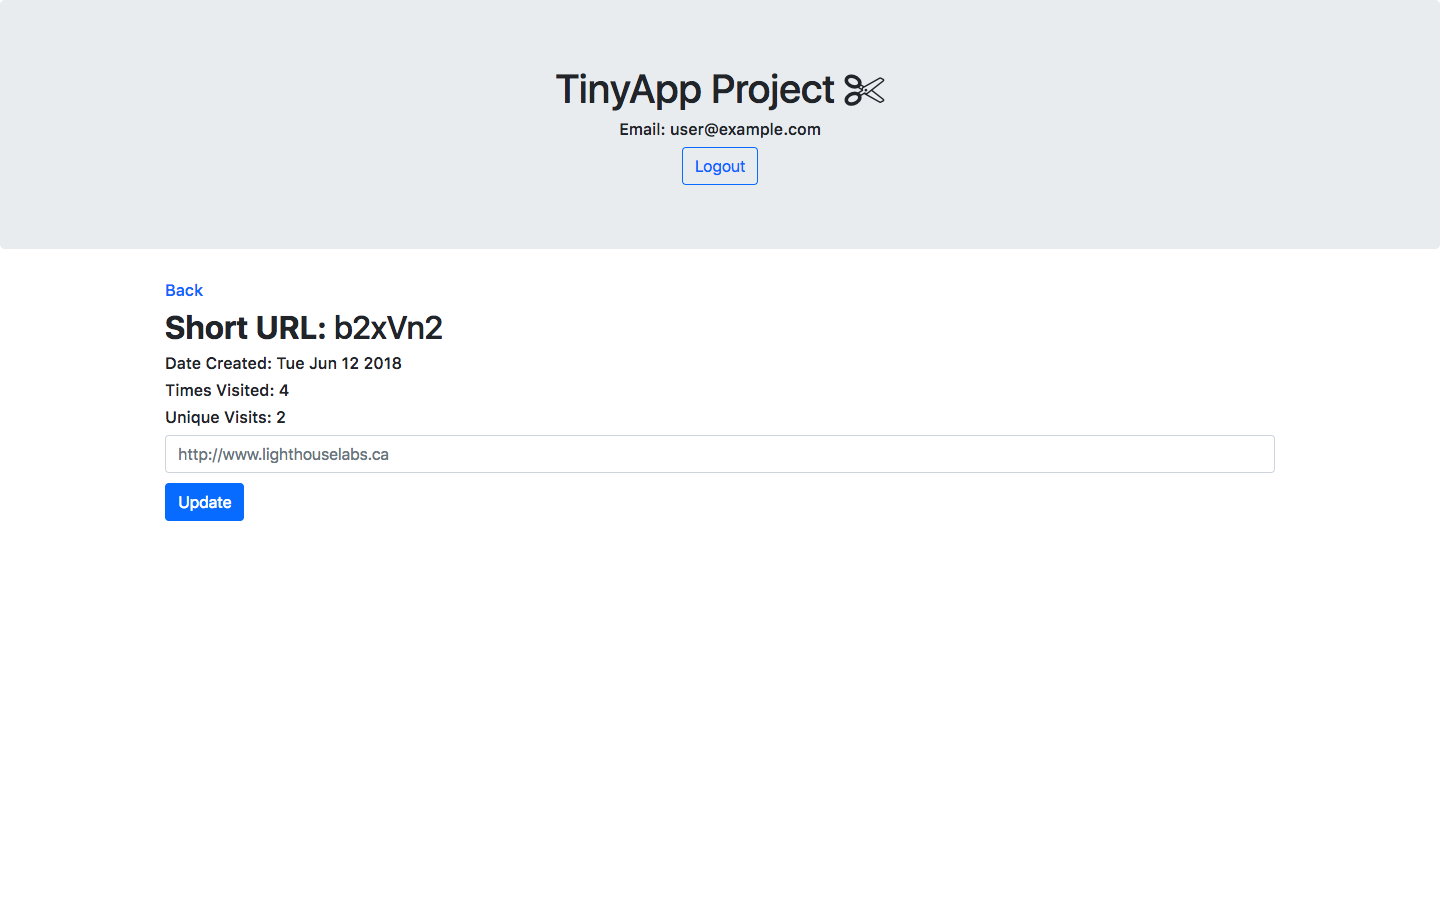 TinyApp Project ✄
Email: user@example.com
Logout
Back
Short URL: b2xVn2
Date Created: Tue Jun 12 2018
Times Visited: 4
Unique Visits: 2
http://www.lighthouselabs.ca
Update